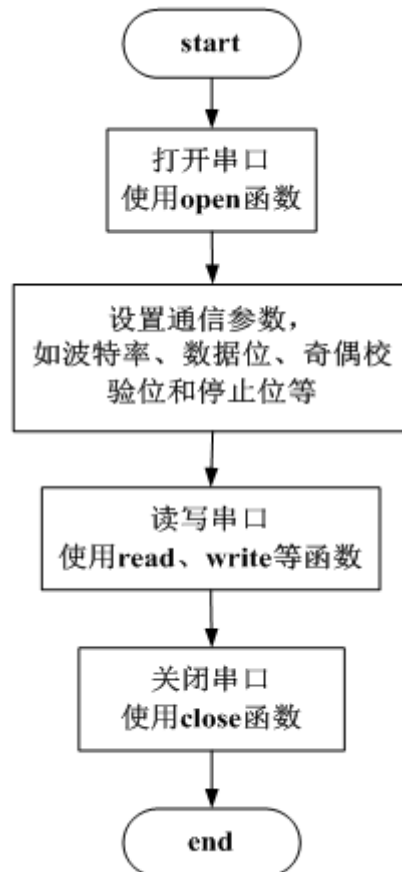 start
打开串口
使用open函数
设置通信参数，
如波特率、数据位、奇偶校
验位和停止位等
读写串口
使用read、write等函数
关闭串口
使用close函数
end